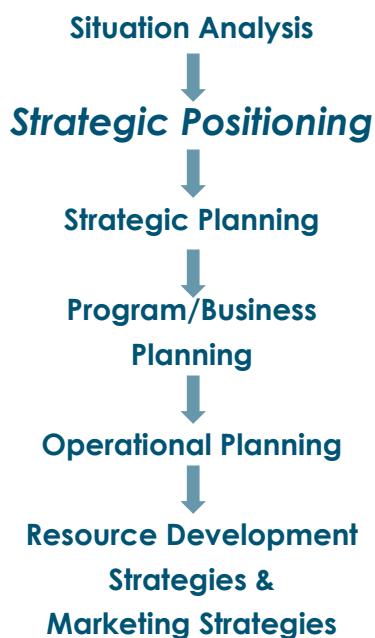 Situation Analysis
Strategic Positioning
Strategic Planning
Program/Business
Planning
Operational Planning
Resource Development
Strategies &
Marketing Strategies